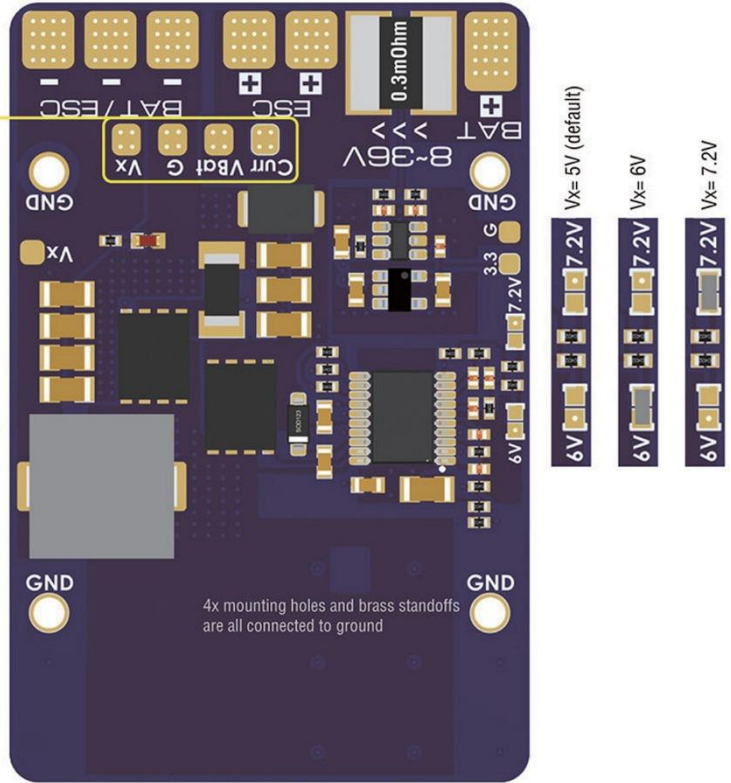 0.3mOhm
BAT/ESC
ESC
BAT
>>>
8~36V
Vx
G
VBat
Curr
GND
GND
Vx
G
3.3
7.2V
6V
SOD123
GND
GND
4x mounting holes and brass standoffs
are all connected to ground
Vx= 5V (default)
Vx= 6V
Vx= 7.2V
7.2V
7.2V
7.2V
6V
6V
6V